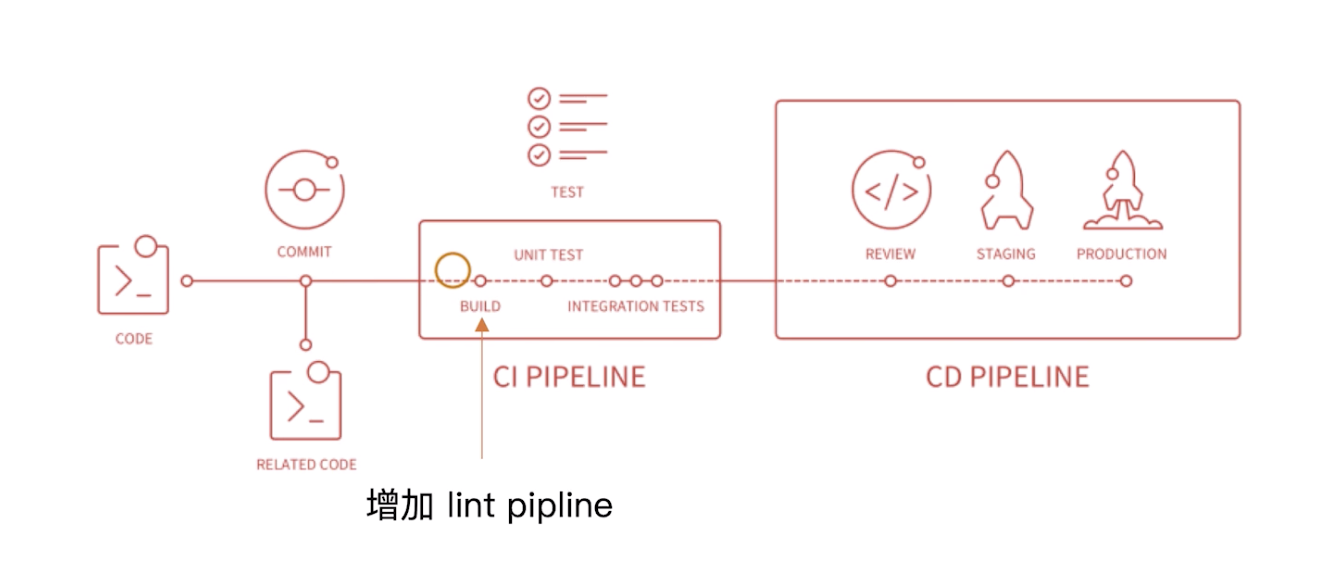 TEST
COMMIT
UNIT TEST
REVIEW
STAGING
PRODUCTION
BUILD
INTEGRATION TESTS
CODE
CI PIPELINE
CD PIPELINE
RELATED CODE
增加 lint pipline